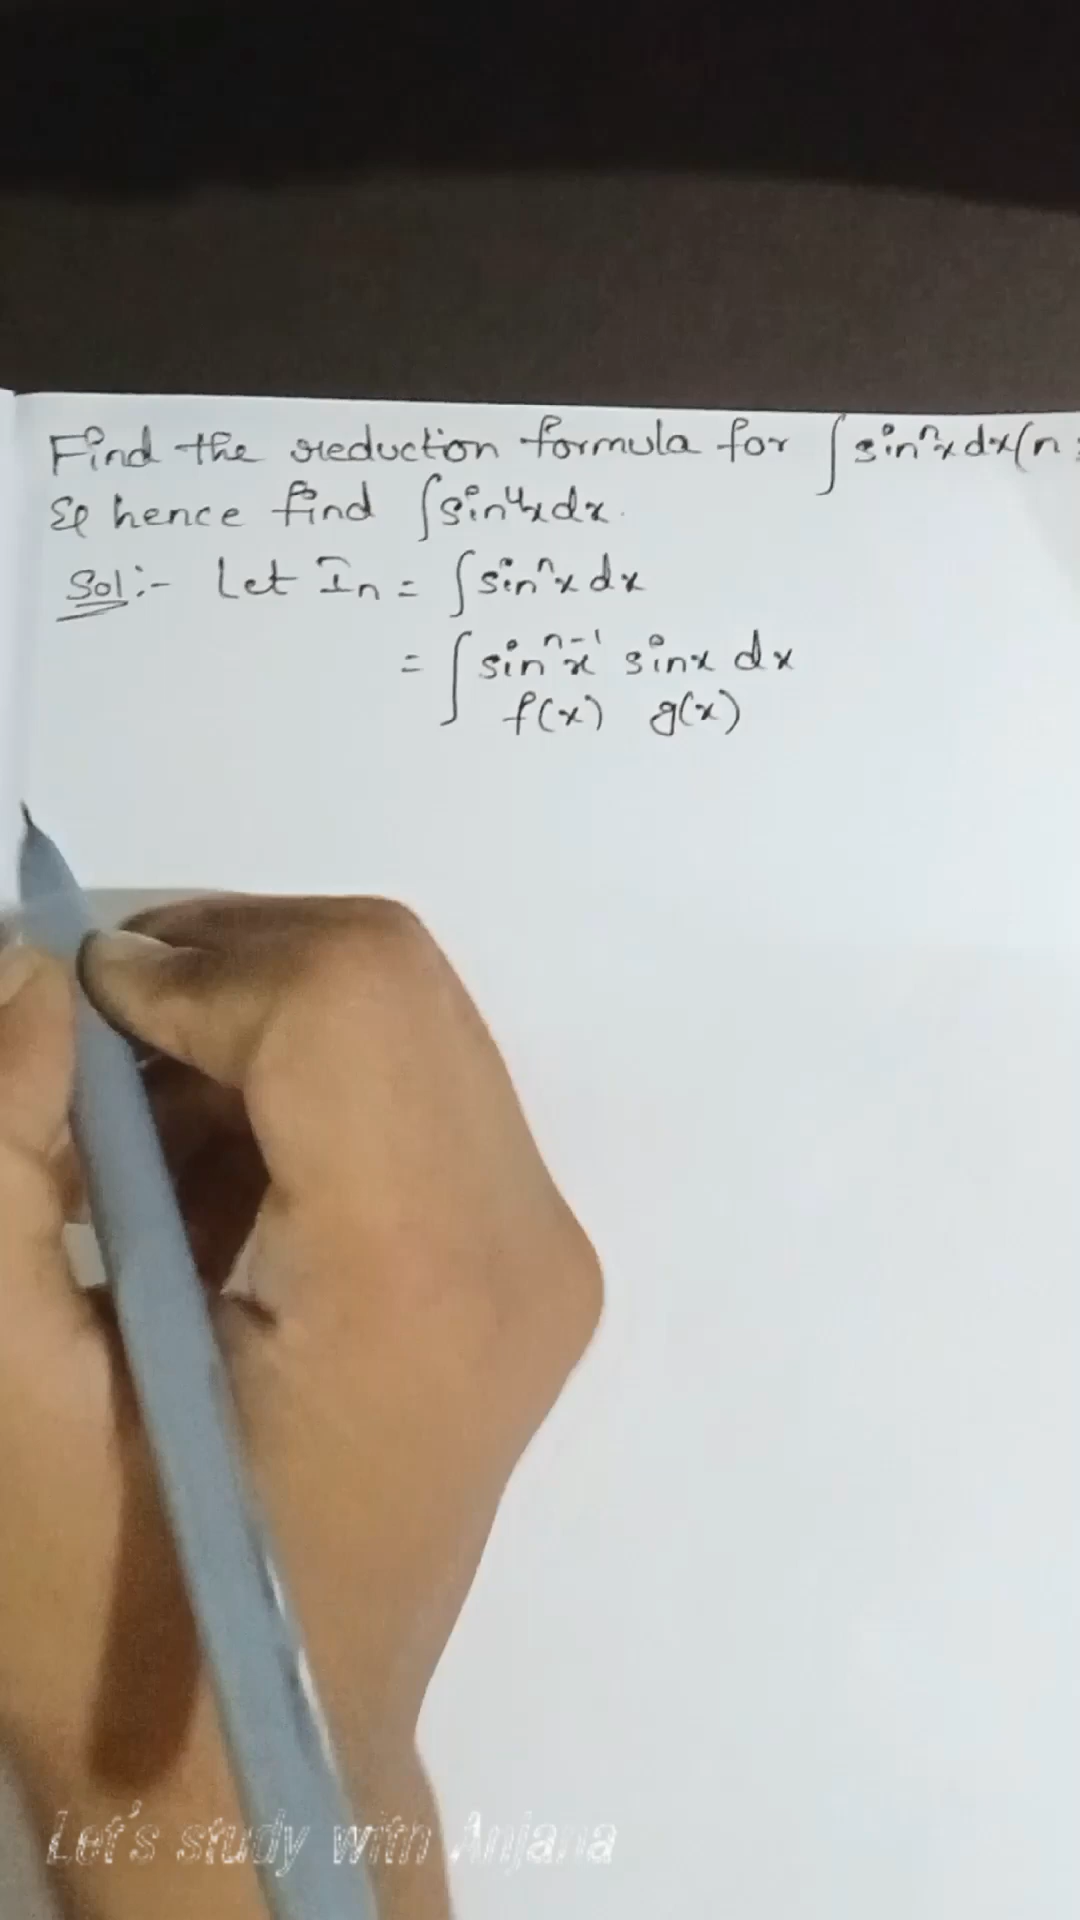 Find the reduction formula for ∫sinⁿx dx (n
& hence find ∫sin⁴x dx.
Sol:- Let Iₙ = ∫sinⁿx dx
= ∫sinⁿ⁻¹x sinx dx
f(x) g(x)
Let's study with Anjana